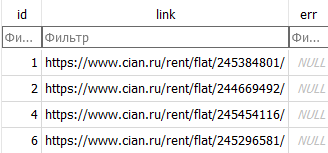 id link err
Фи... Фильтр Фи...
1 https://www.cian.ru/rent/flat/245384801/ NULL
2 https://www.cian.ru/rent/flat/244669492/ NULL
4 https://www.cian.ru/rent/flat/245454116/ NULL
6 https://www.cian.ru/rent/flat/245296581/ NULL